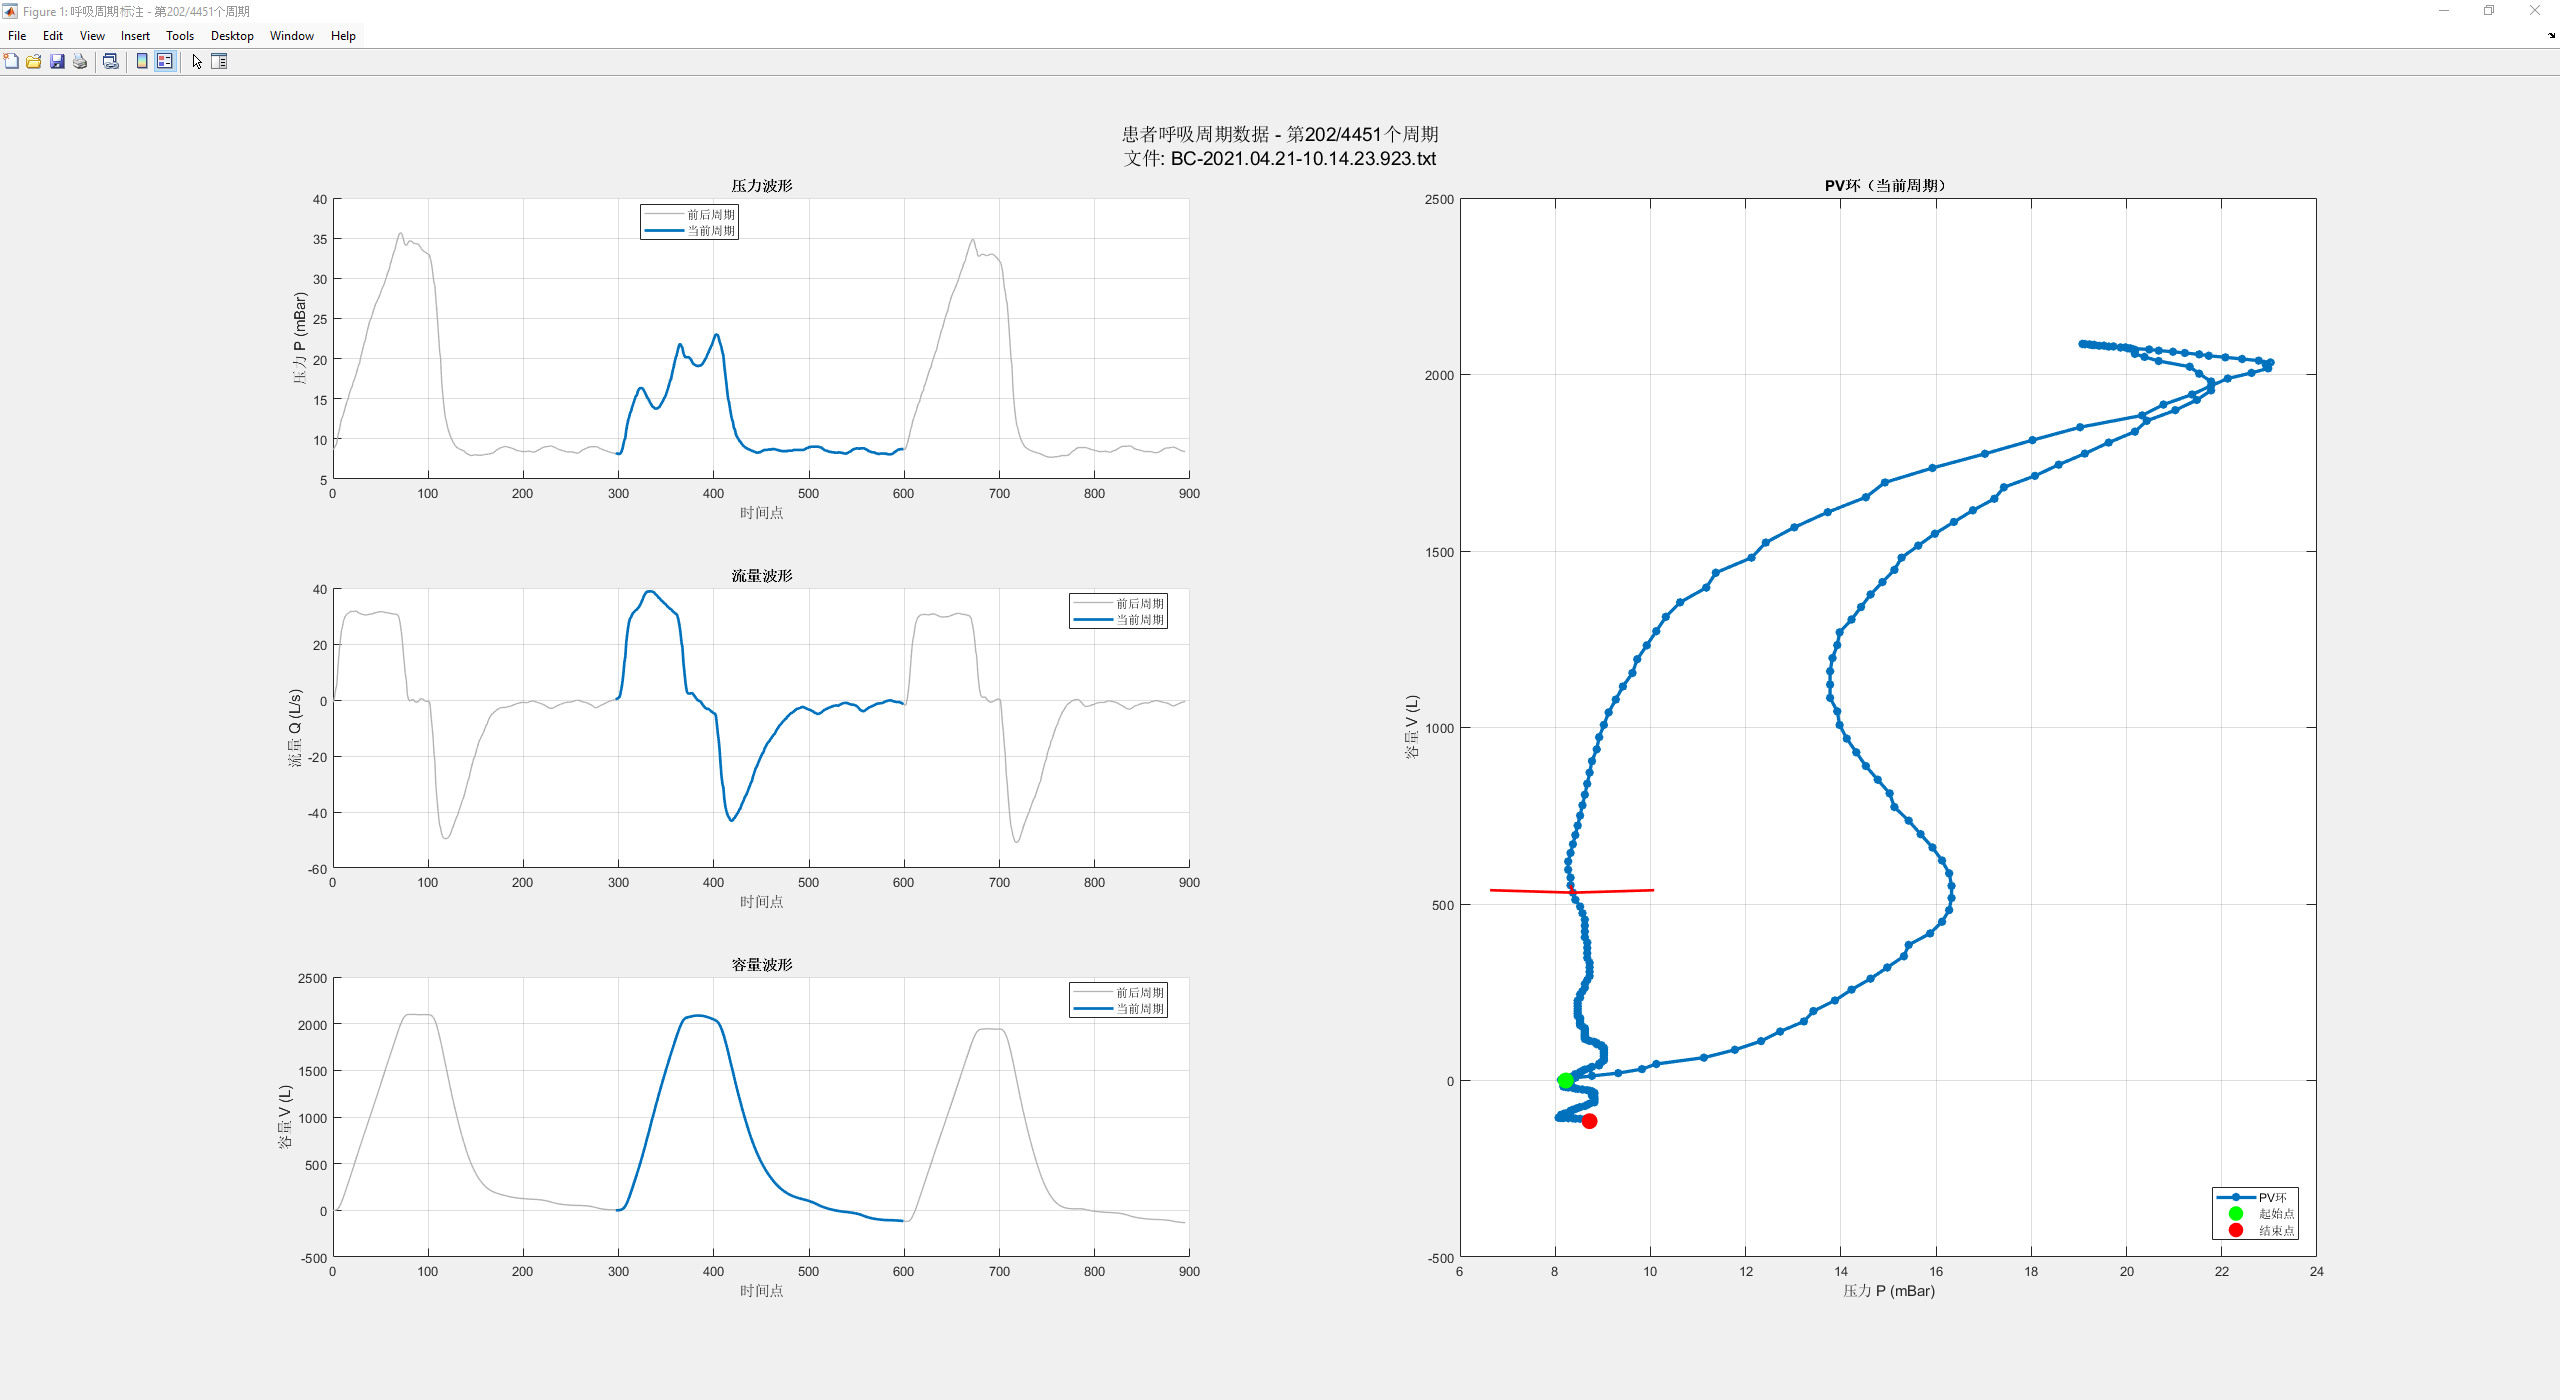 Figure 1: 呼吸周期标注 - 第202/4451个周期
File Edit View Insert Tools Desktop Window Help
患者呼吸周期数据 - 第202/4451个周期
文件: BC-2021.04.21-10.14.23.923.txt
压力波形
前后周期
当前周期
40
35
30
25
20
15
10
5
压力 P (mBar)
0 100 200 300 400 500 600 700 800 900
时间点
流量波形
前后周期
当前周期
40
20
0
-20
-40
-60
流量 Q (L/s)
0 100 200 300 400 500 600 700 800 900
时间点
容量波形
前后周期
当前周期
2500
2000
1500
1000
500
0
-500
容量 V (L)
0 100 200 300 400 500 600 700 800 900
时间点
PV环（当前周期）
2500
2000
1500
1000
500
0
-500
容量 V (L)
PV环
起始点
结束点
6 8 10 12 14 16 18 20 22 24
压力 P (mBar)